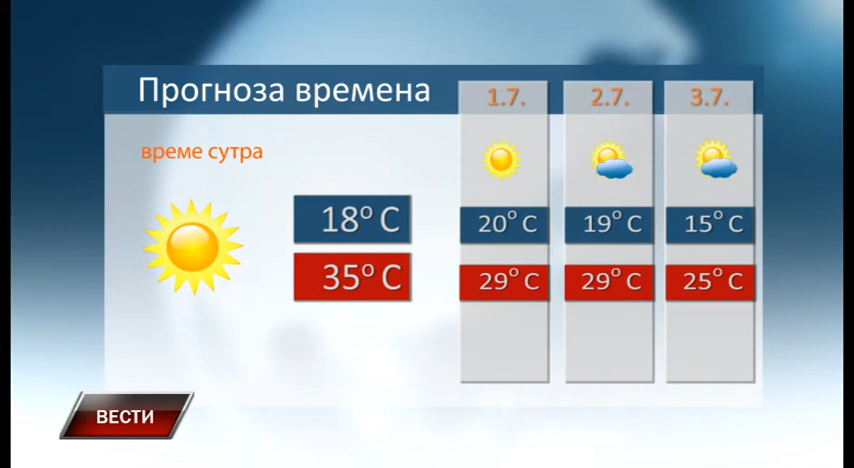 Прогноза времена
време сутра
18° C
35° C
1.7.
20° C
29° C
2.7.
19° C
29° C
3.7.
15° C
25° C
ВЕСТИ